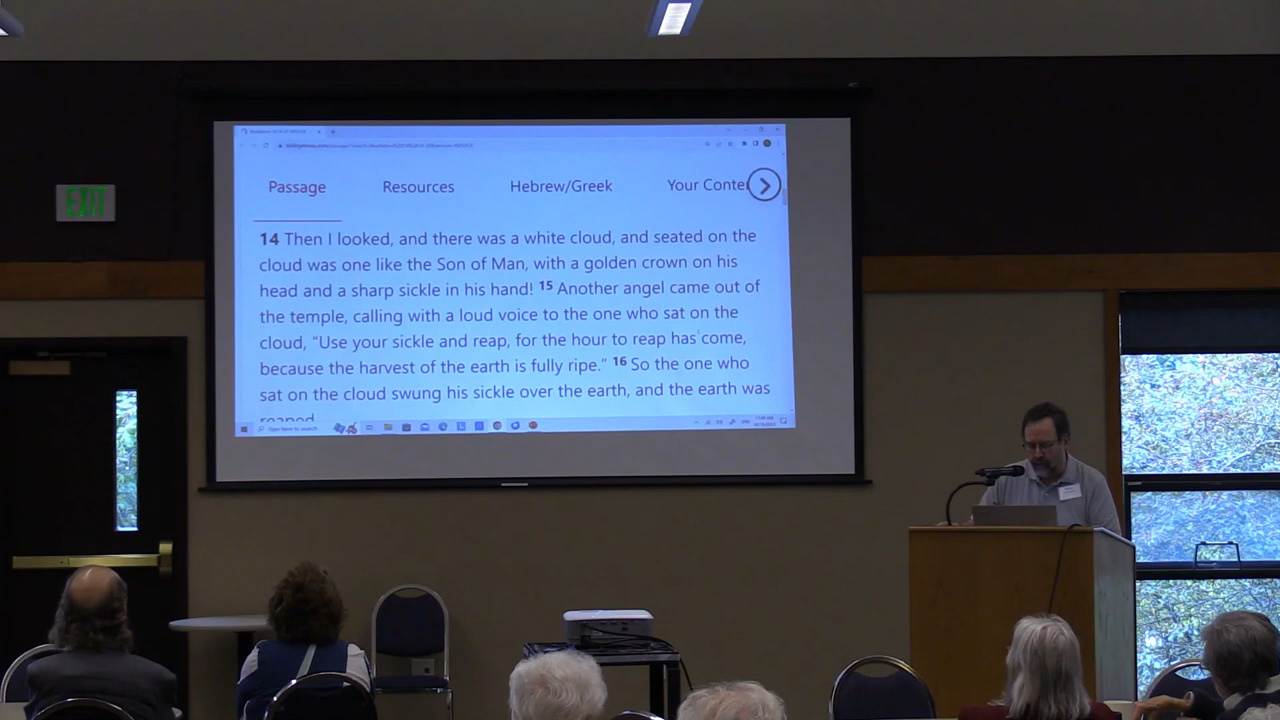 EXIT
Passage Resources Hebrew/Greek Your Conte
14 Then I looked, and there was a white cloud, and seated on the
cloud was one like the Son of Man, with a golden crown on his
head and a sharp sickle in his hand! 15 Another angel came out of
the temple, calling with a loud voice to the one who sat on the
cloud, “Use your sickle and reap, for the hour to reap has come,
because the harvest of the earth is fully ripe.” 16 So the one who
sat on the cloud swung his sickle over the earth, and the earth was
reaped
Type here to search